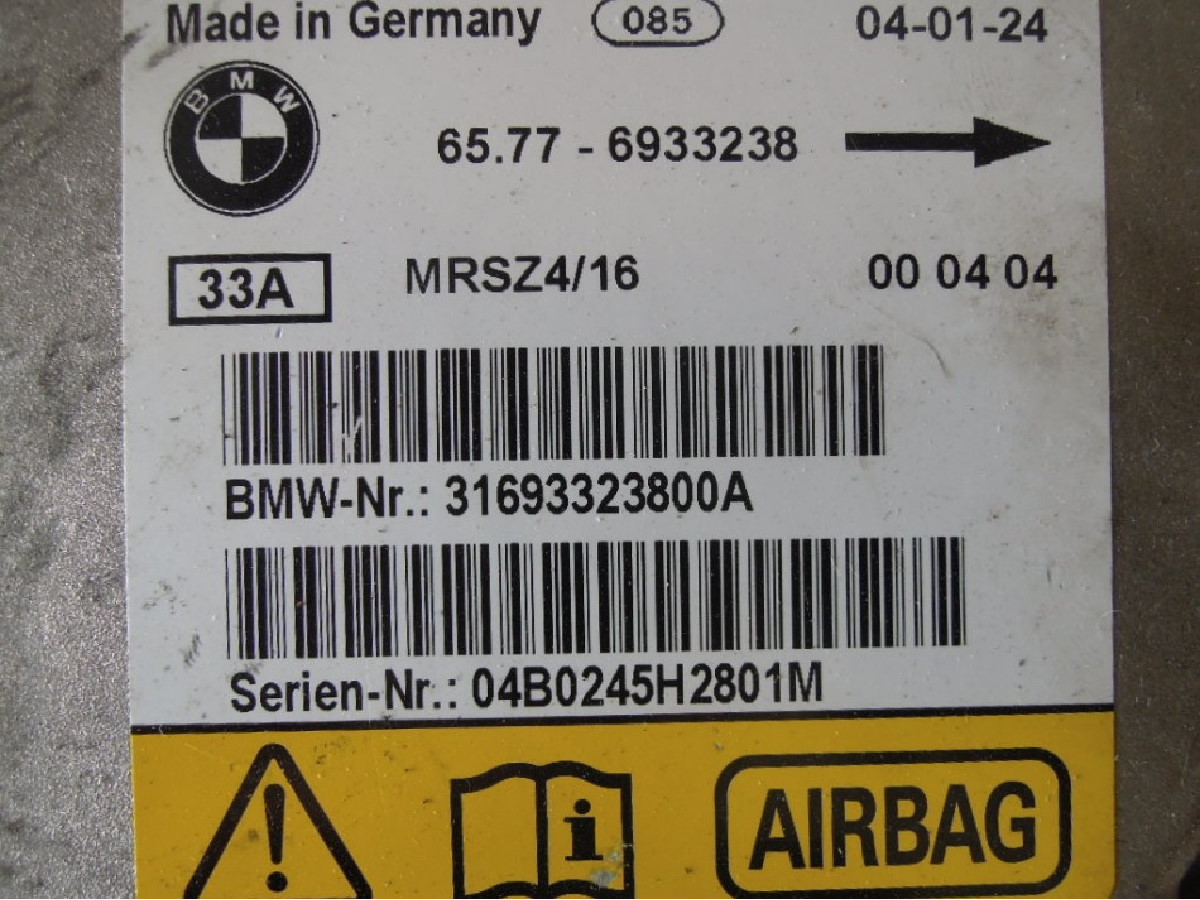 Made in Germany 085 04-01-24
BMW
65.77 - 6933238
33A MRSZ4/16 00 04 04
BMW-Nr.: 31693323800A
Serien-Nr.: 04B0245H2801M
i
AIRBAG